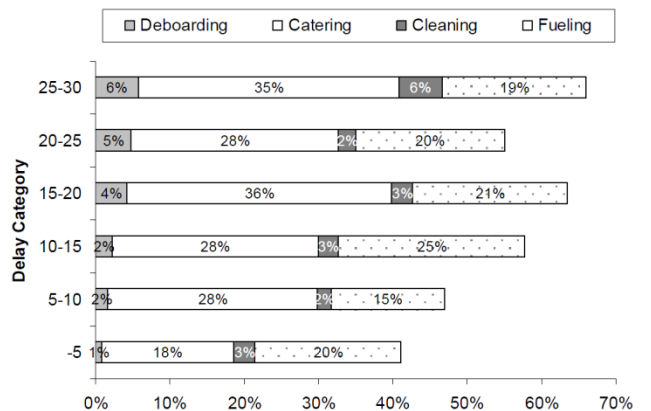 Deboarding Catering Cleaning Fueling
25-30 6% 35% 6% 19%
20-25 5% 28% 2% 20%
15-20 4% 36% 3% 21%
10-15 2% 28% 3% 25%
5-10 2% 28% 2% 15%
-5 1% 18% 3% 20%
0% 10% 20% 30% 40% 50% 60% 70%
Delay Category